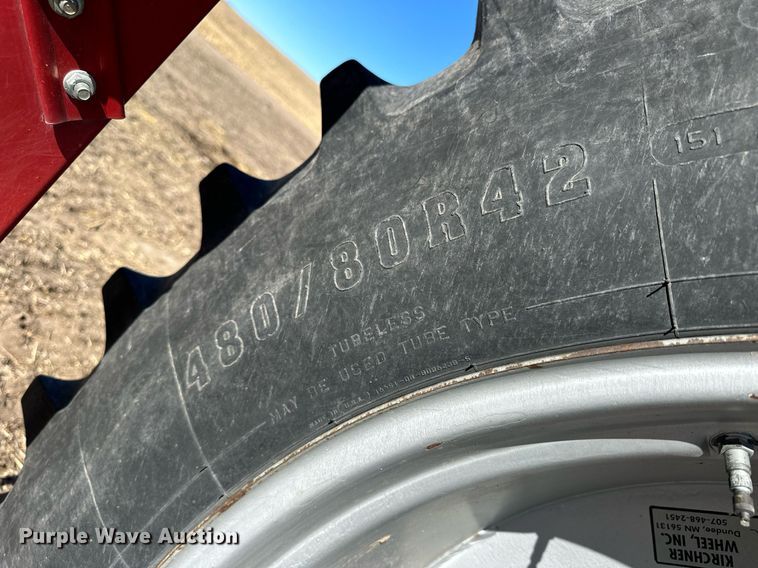 480/80R42
151
TUBELESS
MAY BE USED TUBE TYPE
KIRCHNER
WHEEL, INC.
Dundee, MN 56131
507-468-2451
Purple Wave Auction